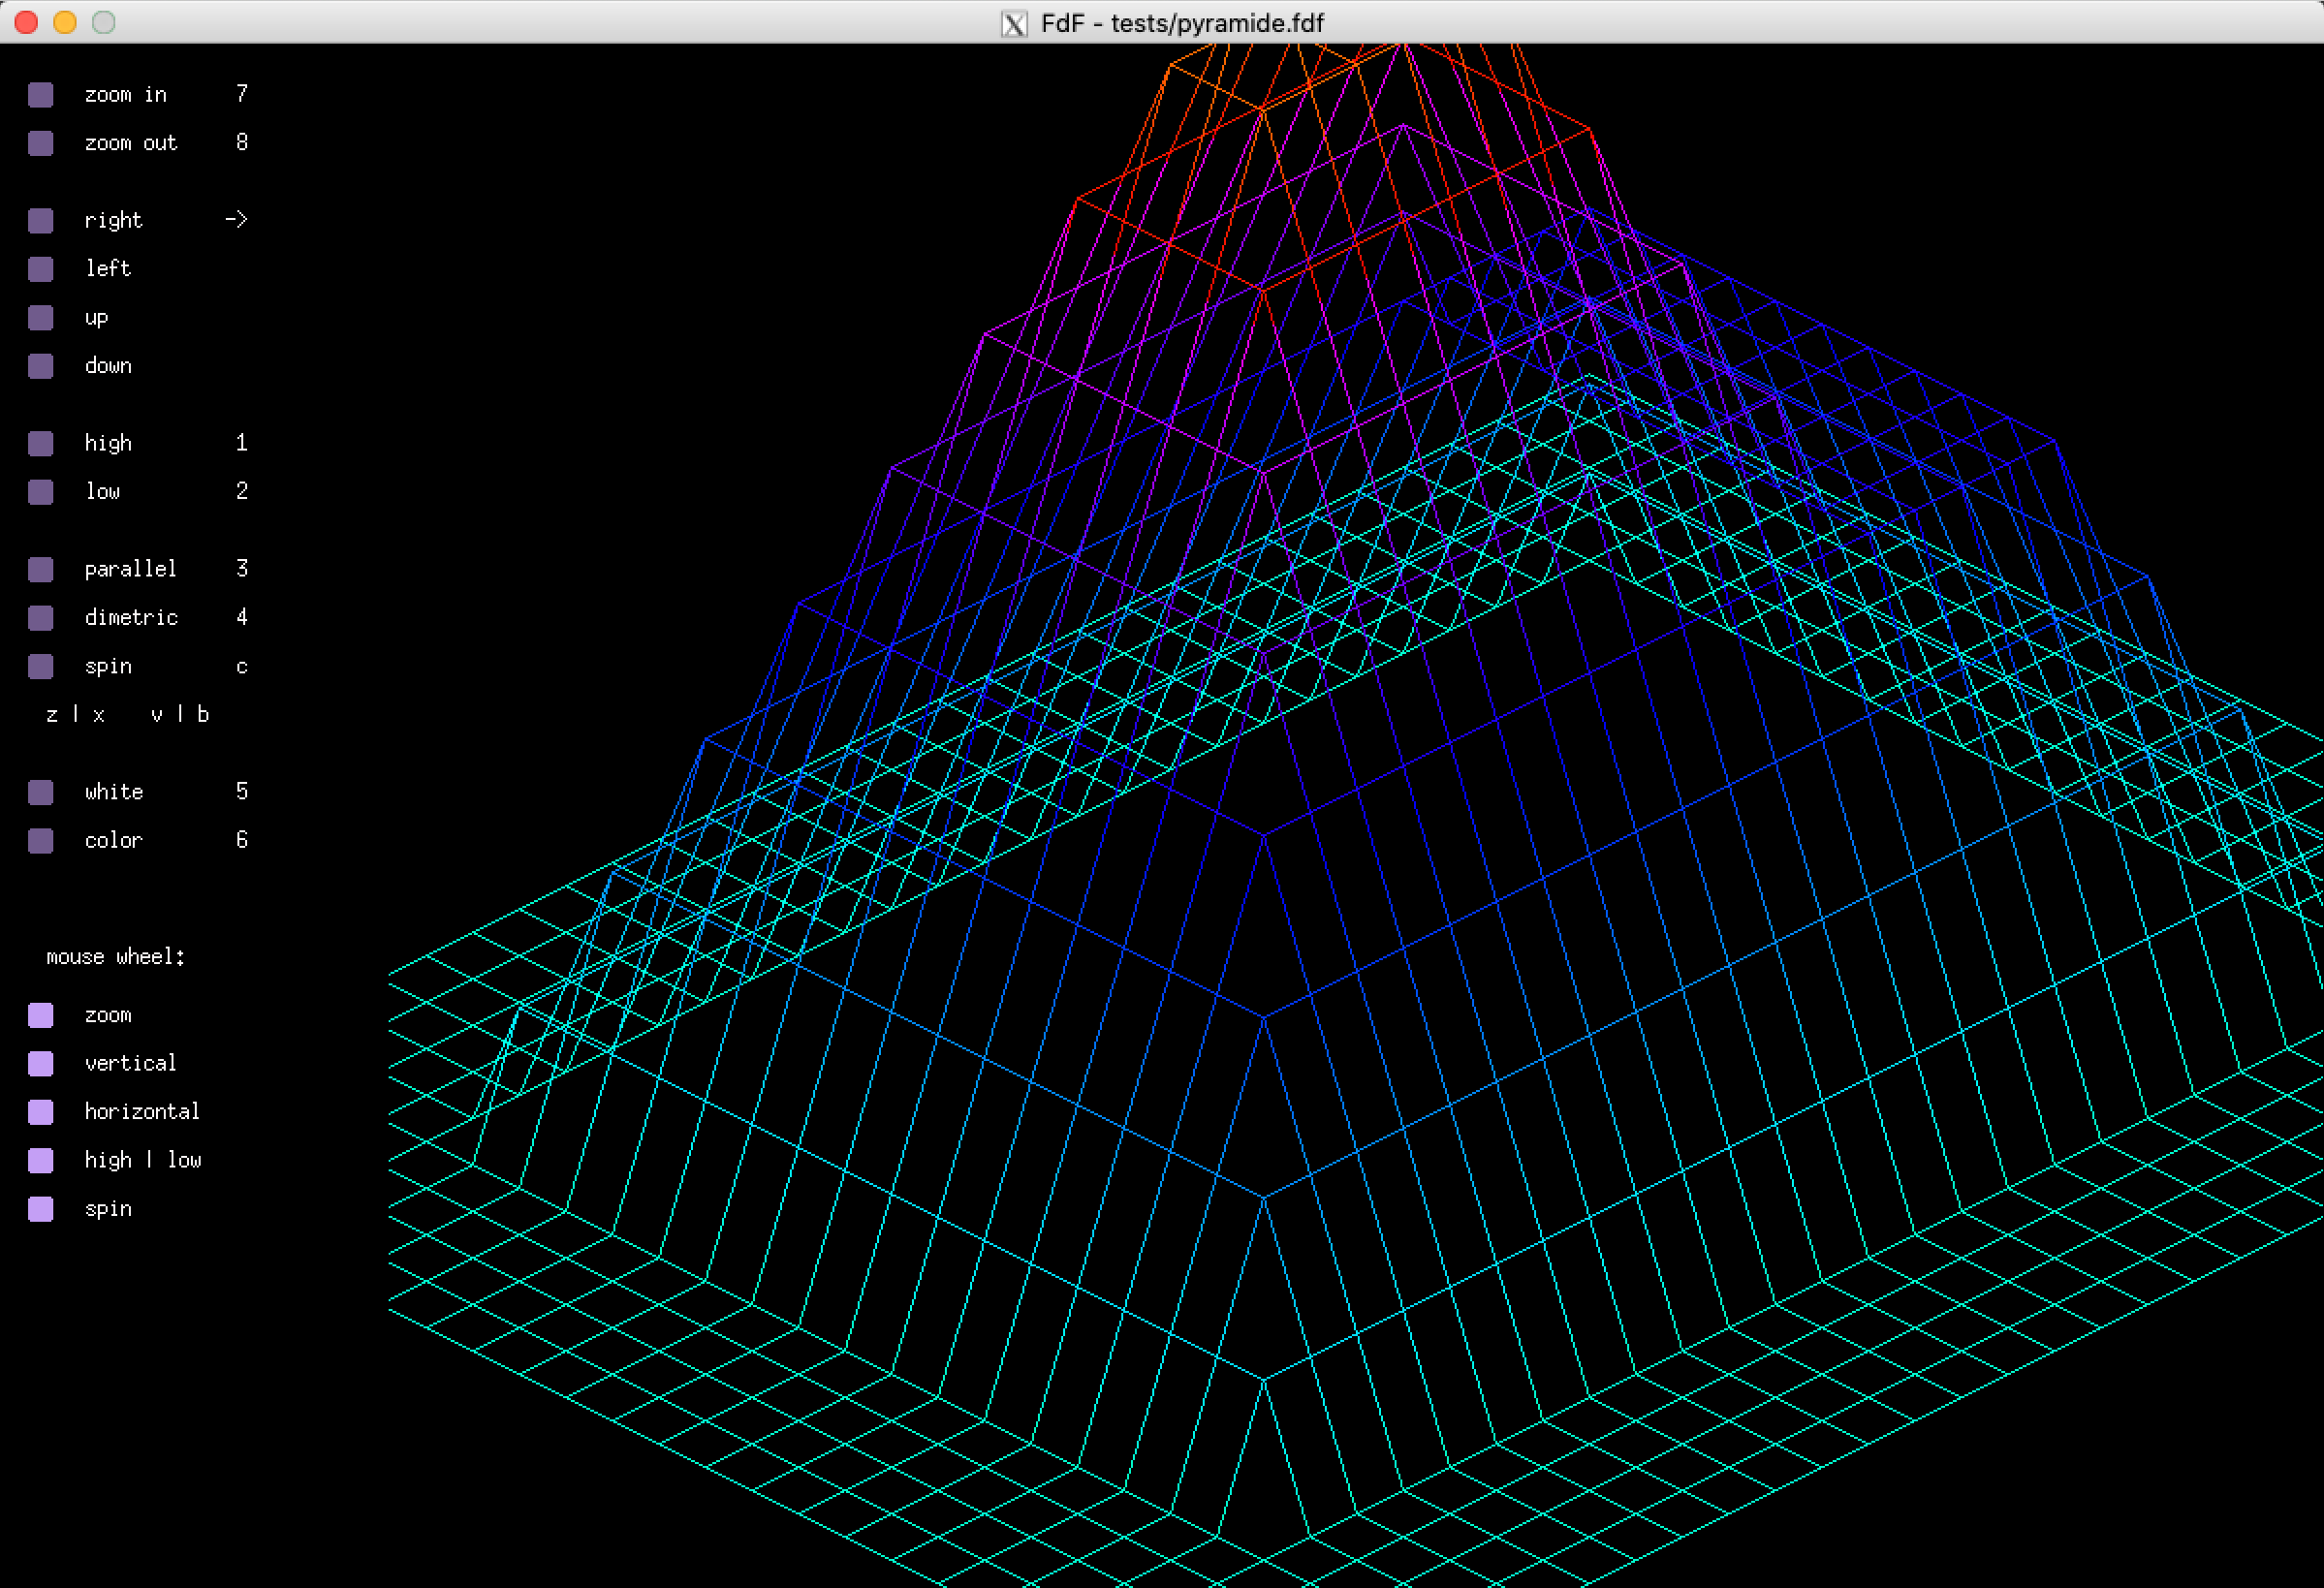 FdF - tests/pyramide.fdf
zoom in 7
zoom out 8
right ->
left
up
down
high 1
low 2
parallel 3
dimetric 4
spin c
z | x v | b
white 5
color 6
mouse wheel:
zoom
vertical
horizontal
high | low
spin